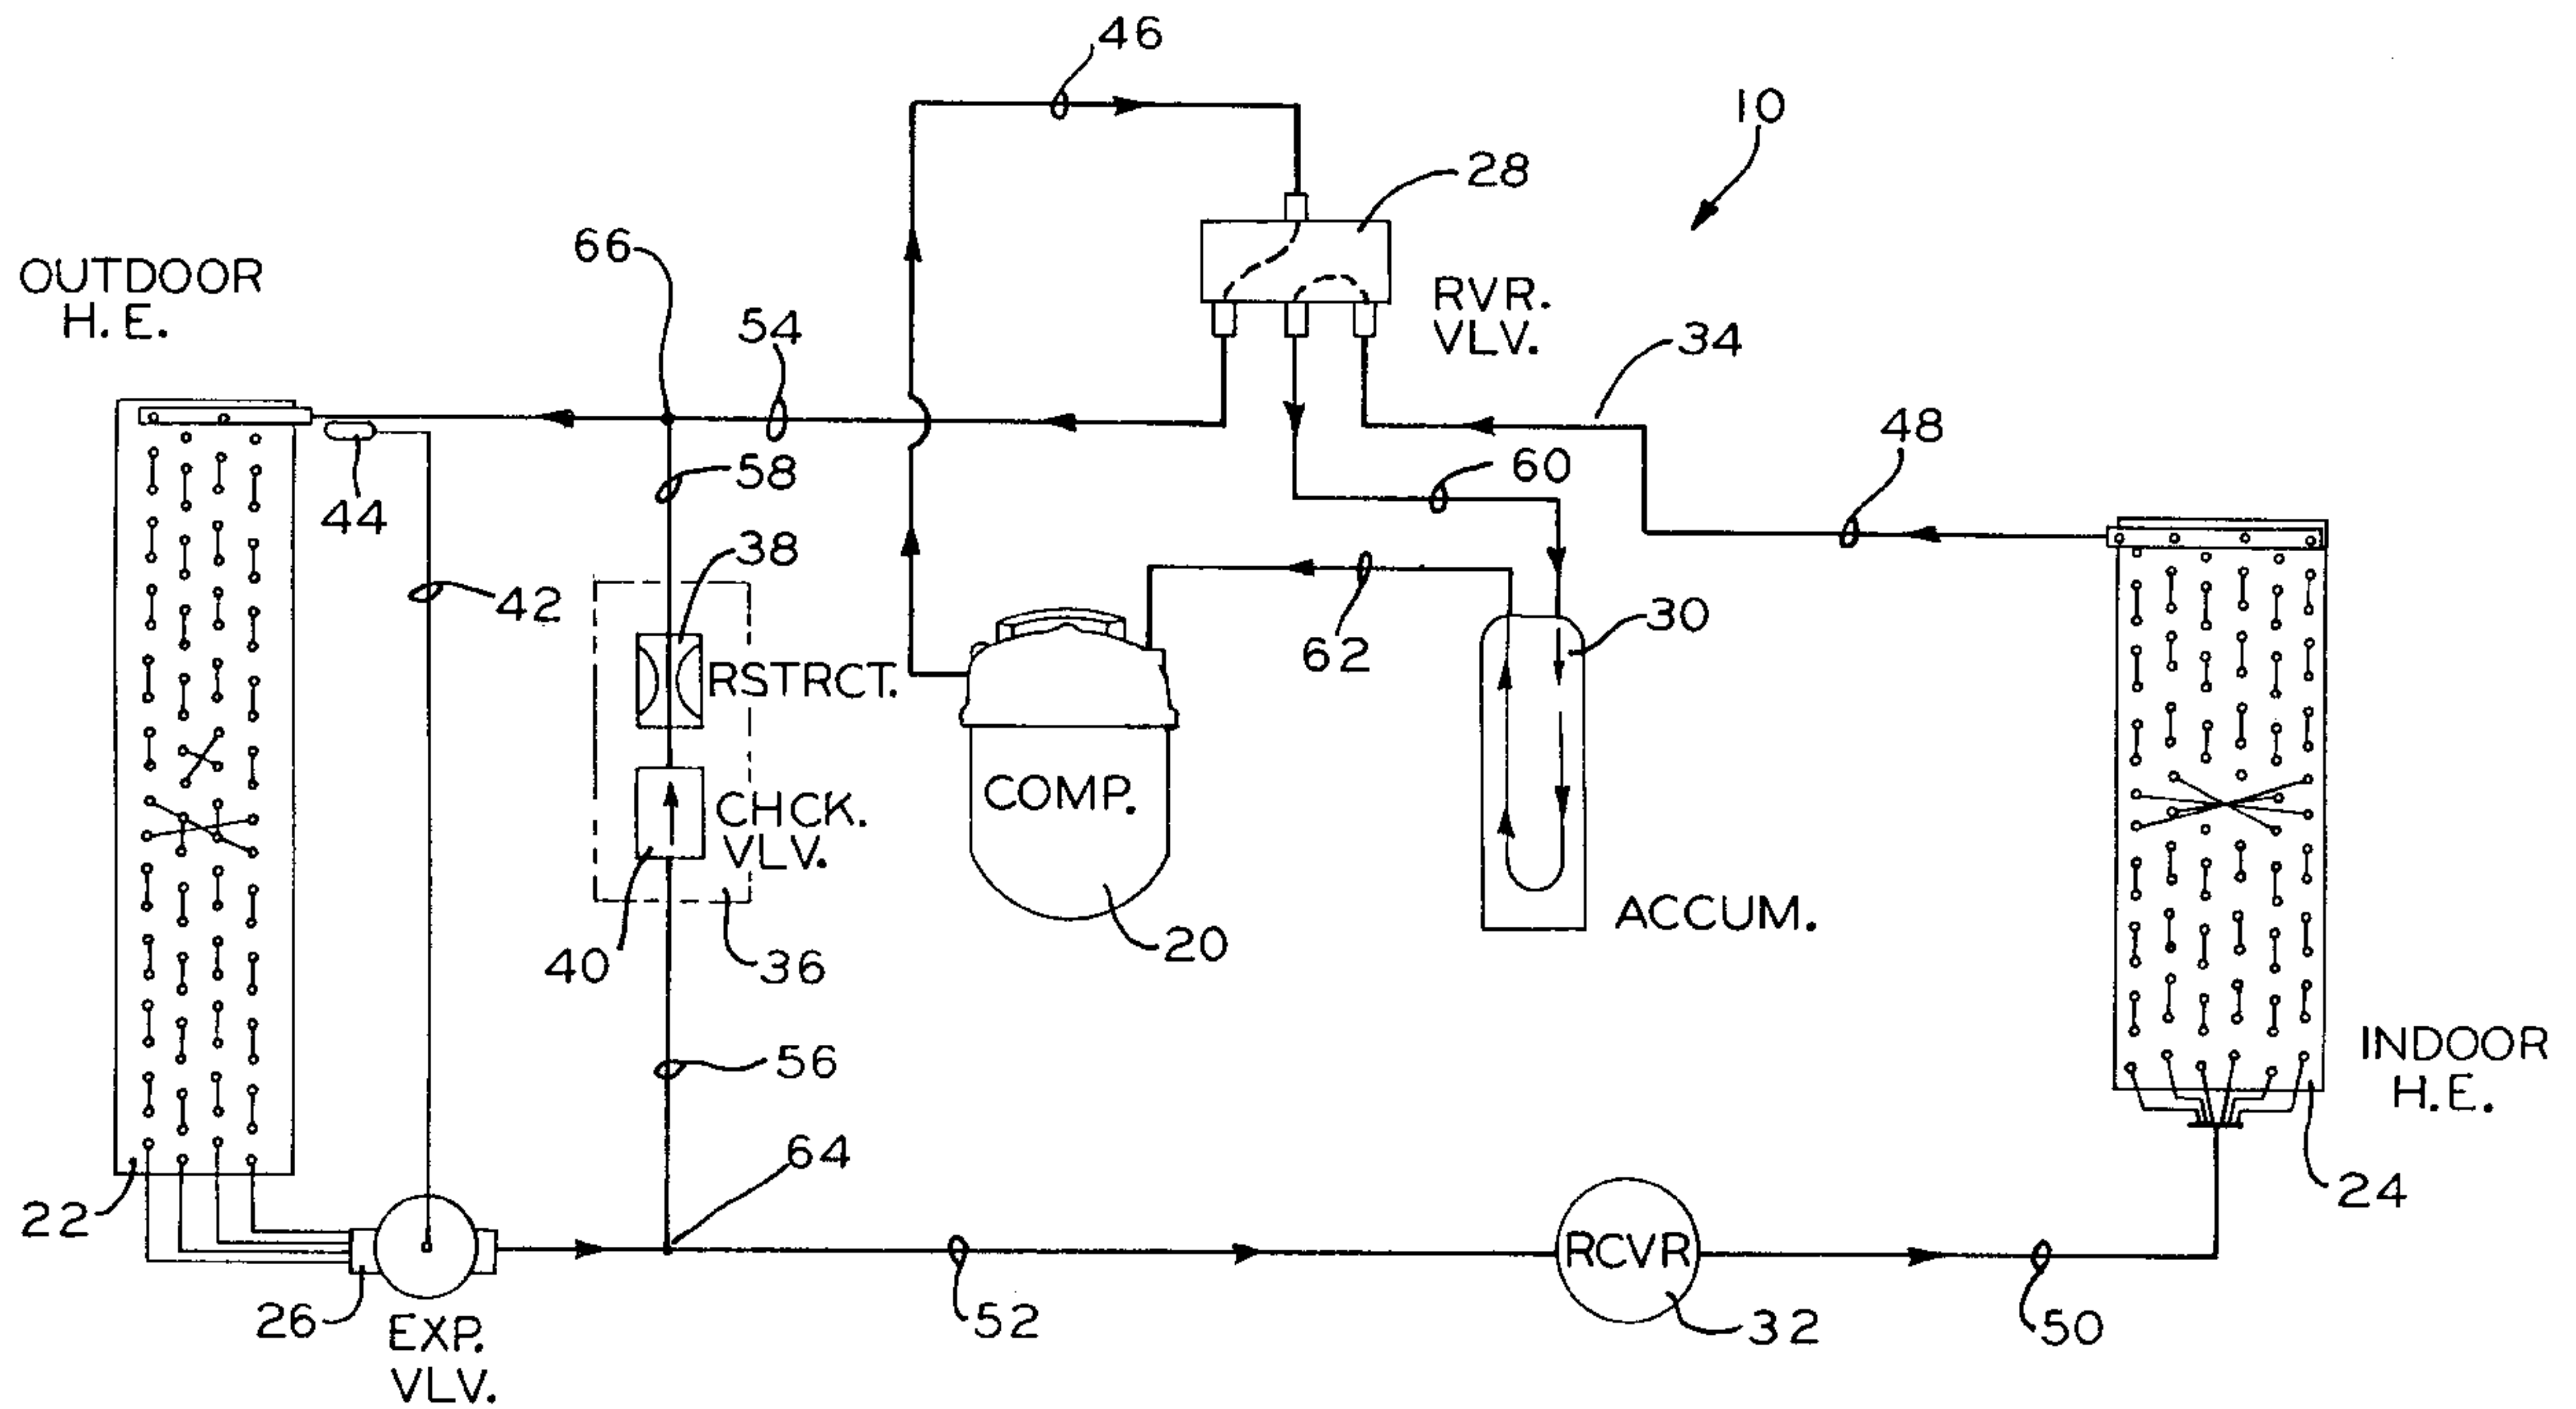 46
10
28
66
OUTDOOR
H.E.
54
RVR.
VLV.
34
48
58
60
44
38
42
62
30
RSTRCT.
COMP.
CHCK.
VLV.
ACCUM.
40
36
20
INDOOR
H.E.
56
64
22
24
RCVR
26
EXP.
VLV.
52
32
50